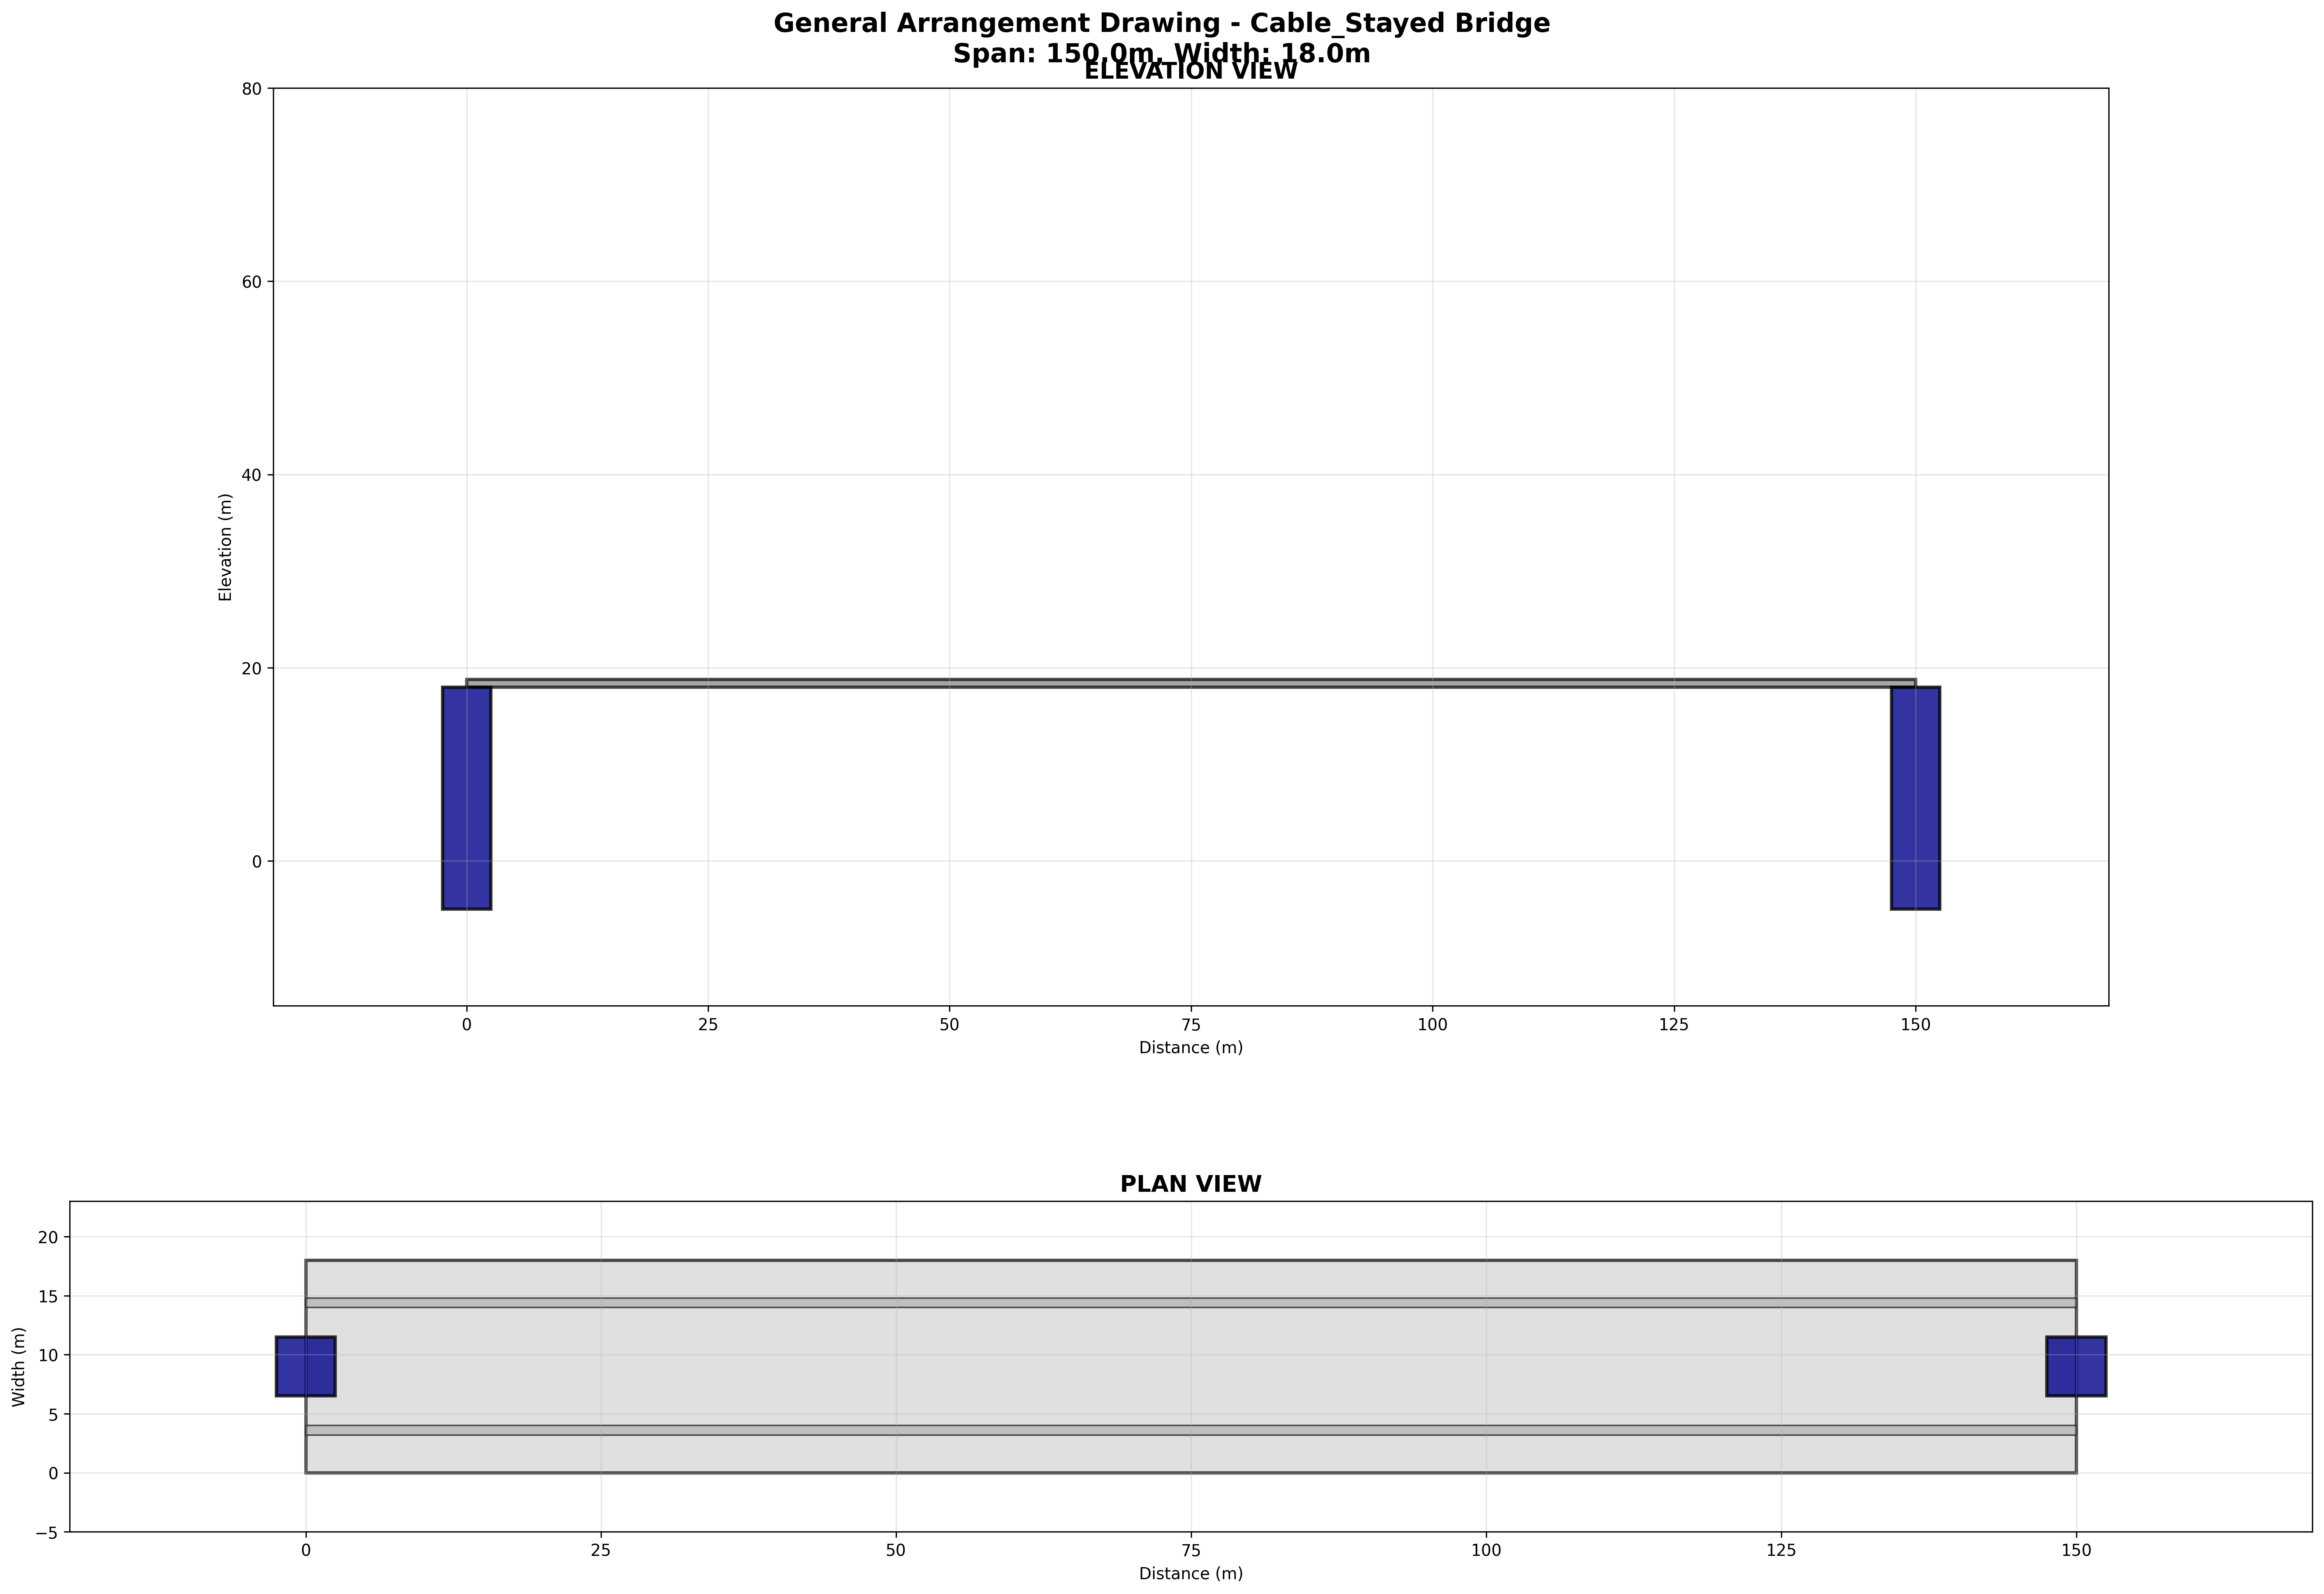 General Arrangement Drawing - Cable_Stayed Bridge
Span: 150.0m, Width: 18.0m
ELEVATION VIEW
80
60
40
20
0
Elevation (m)
0 25 50 75 100 125 150
Distance (m)
PLAN VIEW
20
15
10
5
0
−5
Width (m)
0 25 50 75 100 125 150
Distance (m)